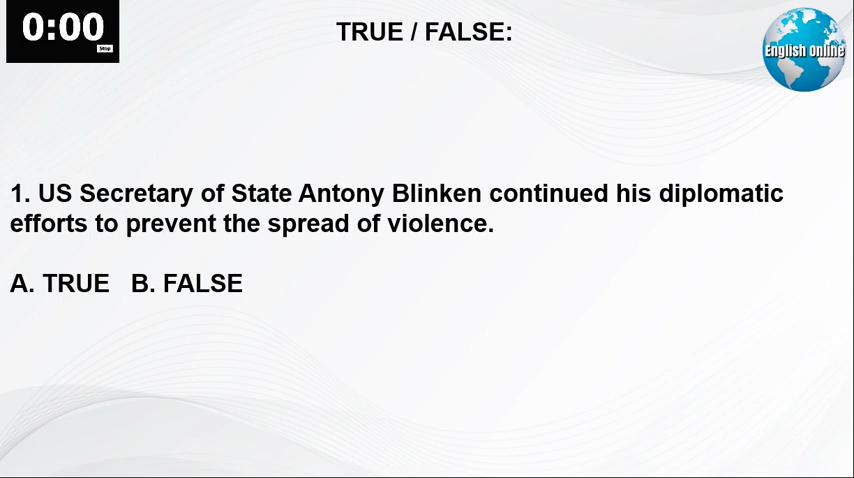 0:00
Stop
TRUE / FALSE:
English Online
1. US Secretary of State Antony Blinken continued his diplomatic
efforts to prevent the spread of violence.
A. TRUE   B. FALSE